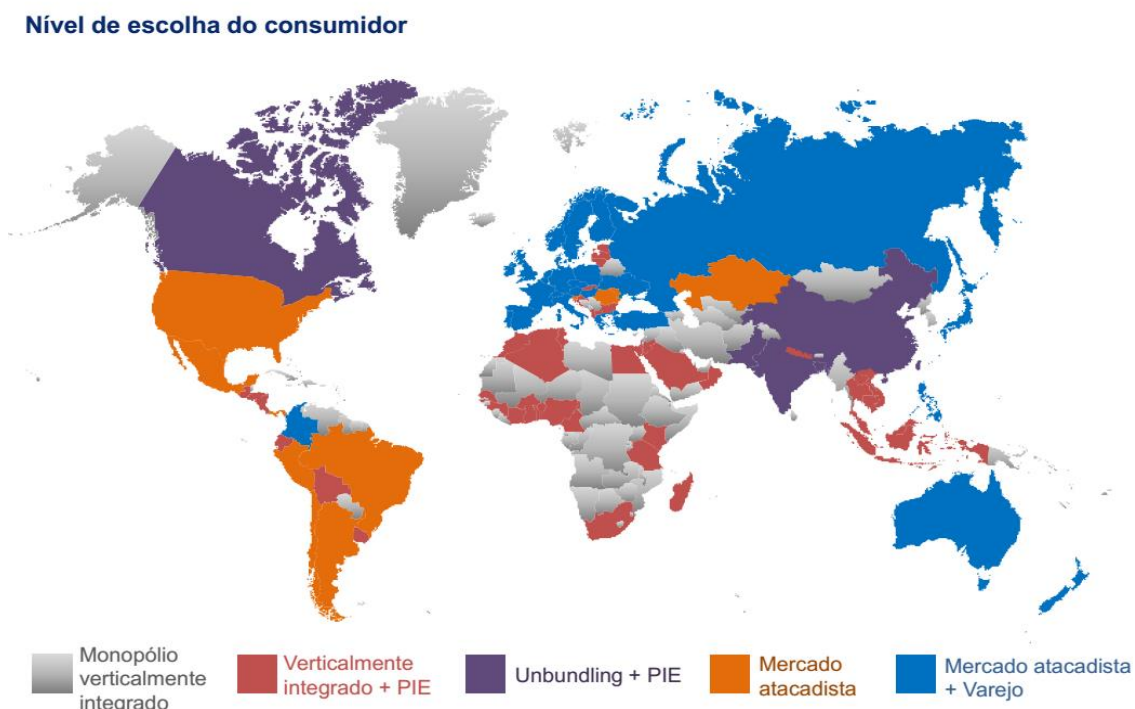 Nível de escolha do consumidor
Monopólio
verticalmente
integrado
Verticalmente
integrado + PIE
Unbundling + PIE
Mercado
atacadista
Mercado atacadista
+ Varejo